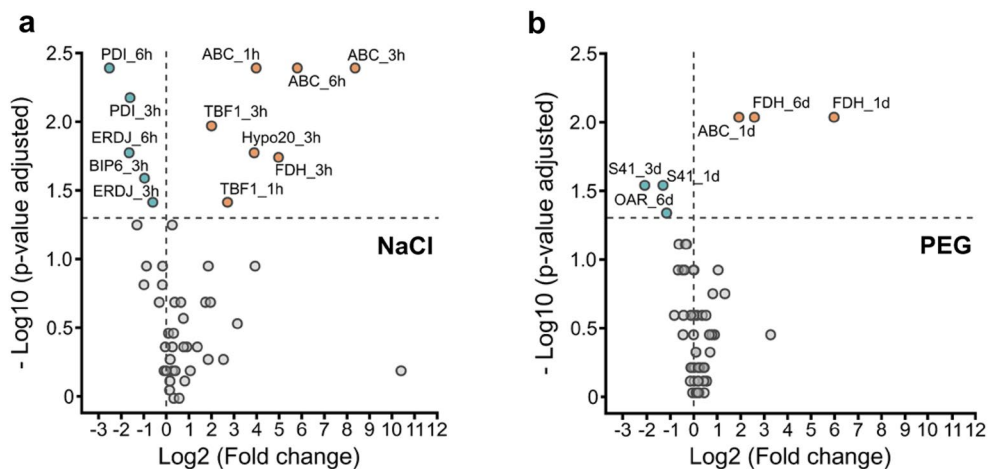 a
2.5
2.0
1.5
1.0
0.5
0
- Log10 (p-value adjusted)
PDI_6h
PDI_3h
ERDJ_6h
BIP6_3h
ERDJ_3h
ABC_1h
ABC_3h
ABC_6h
TBF1_3h
Hypo20_3h
FDH_3h
TBF1_1h
NaCl
-3 -2 -1 0 1 2 3 4 5 6 7 8 9 10 11 12
Log2 (Fold change)
b
2.5
2.0
1.5
1.0
0.5
0
- Log10 (p-value adjusted)
FDH_6d
FDH_1d
ABC_1d
S41_3d
S41_1d
OAR_6d
PEG
-3 -2 -1 0 1 2 3 4 5 6 7 8 9 10 11 12
Log2 (Fold change)